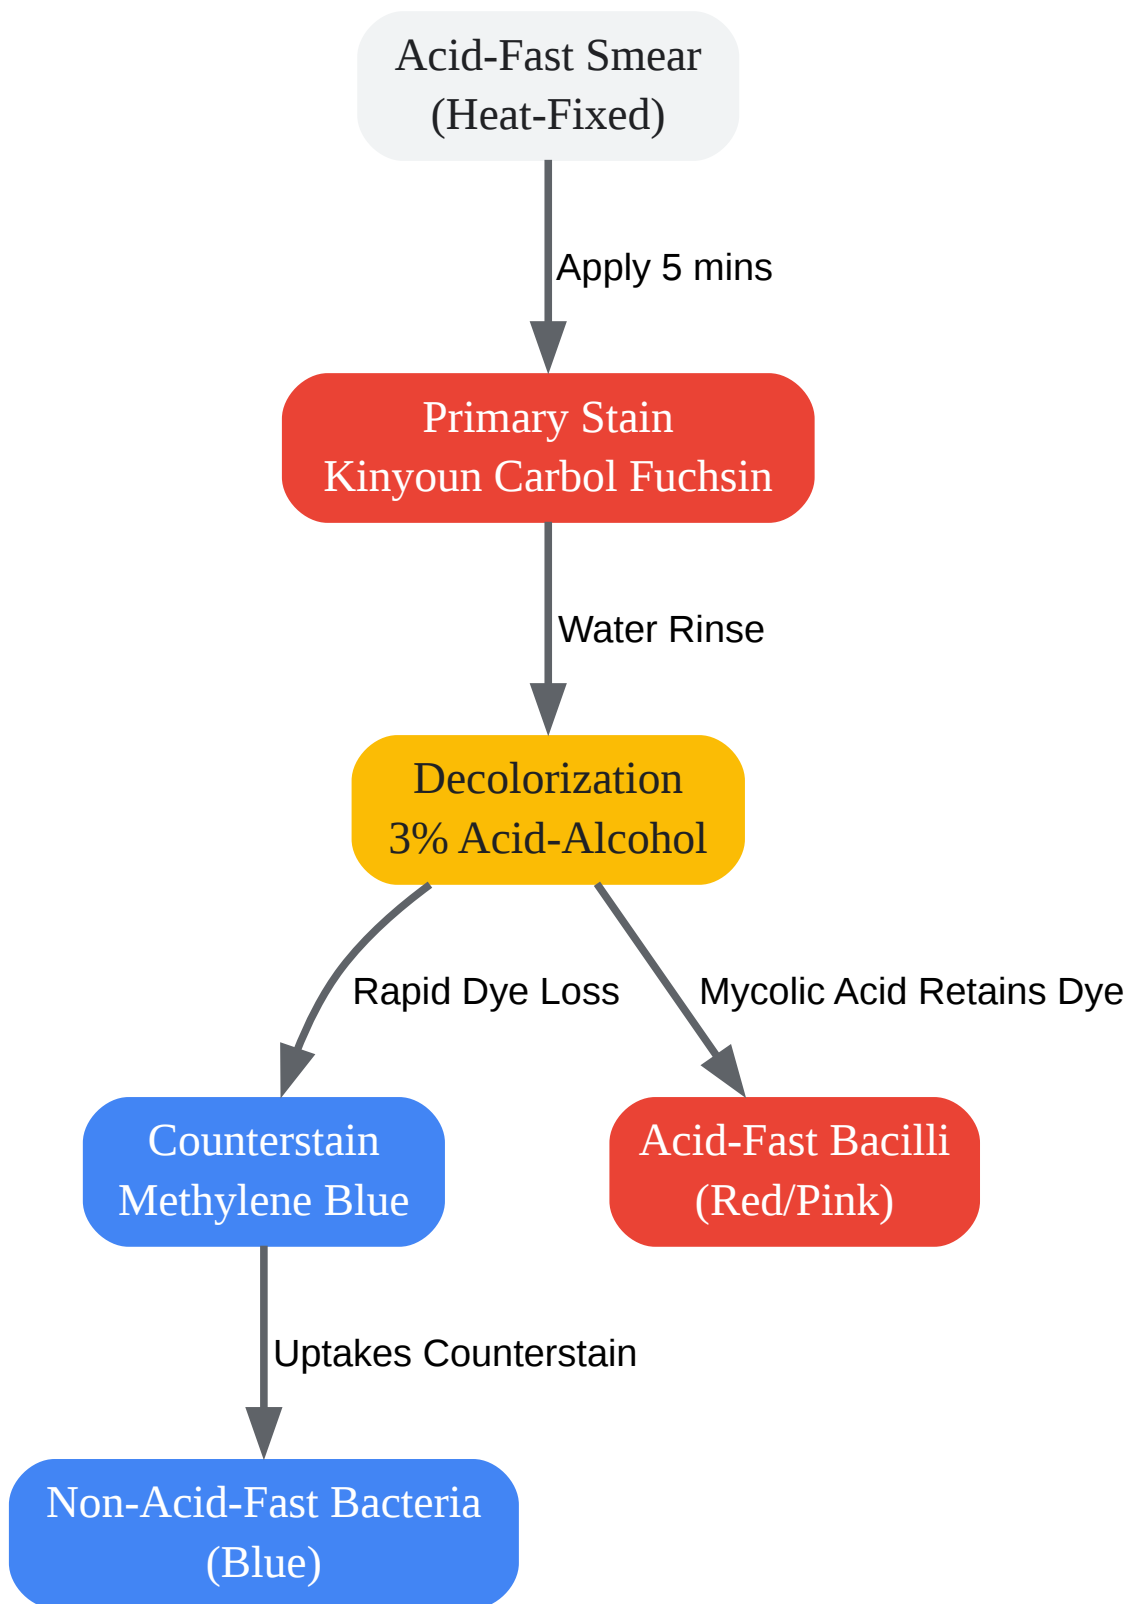 Acid-Fast Smear
(Heat-Fixed)
Apply 5 mins
Primary Stain
Kinyoun Carbol Fuchsin
Water Rinse
Decolorization
3% Acid-Alcohol
Rapid Dye Loss
Mycolic Acid Retains Dye
Counterstain
Methylene Blue
Acid-Fast Bacilli
(Red/Pink)
Uptakes Counterstain
Non-Acid-Fast Bacteria
(Blue)